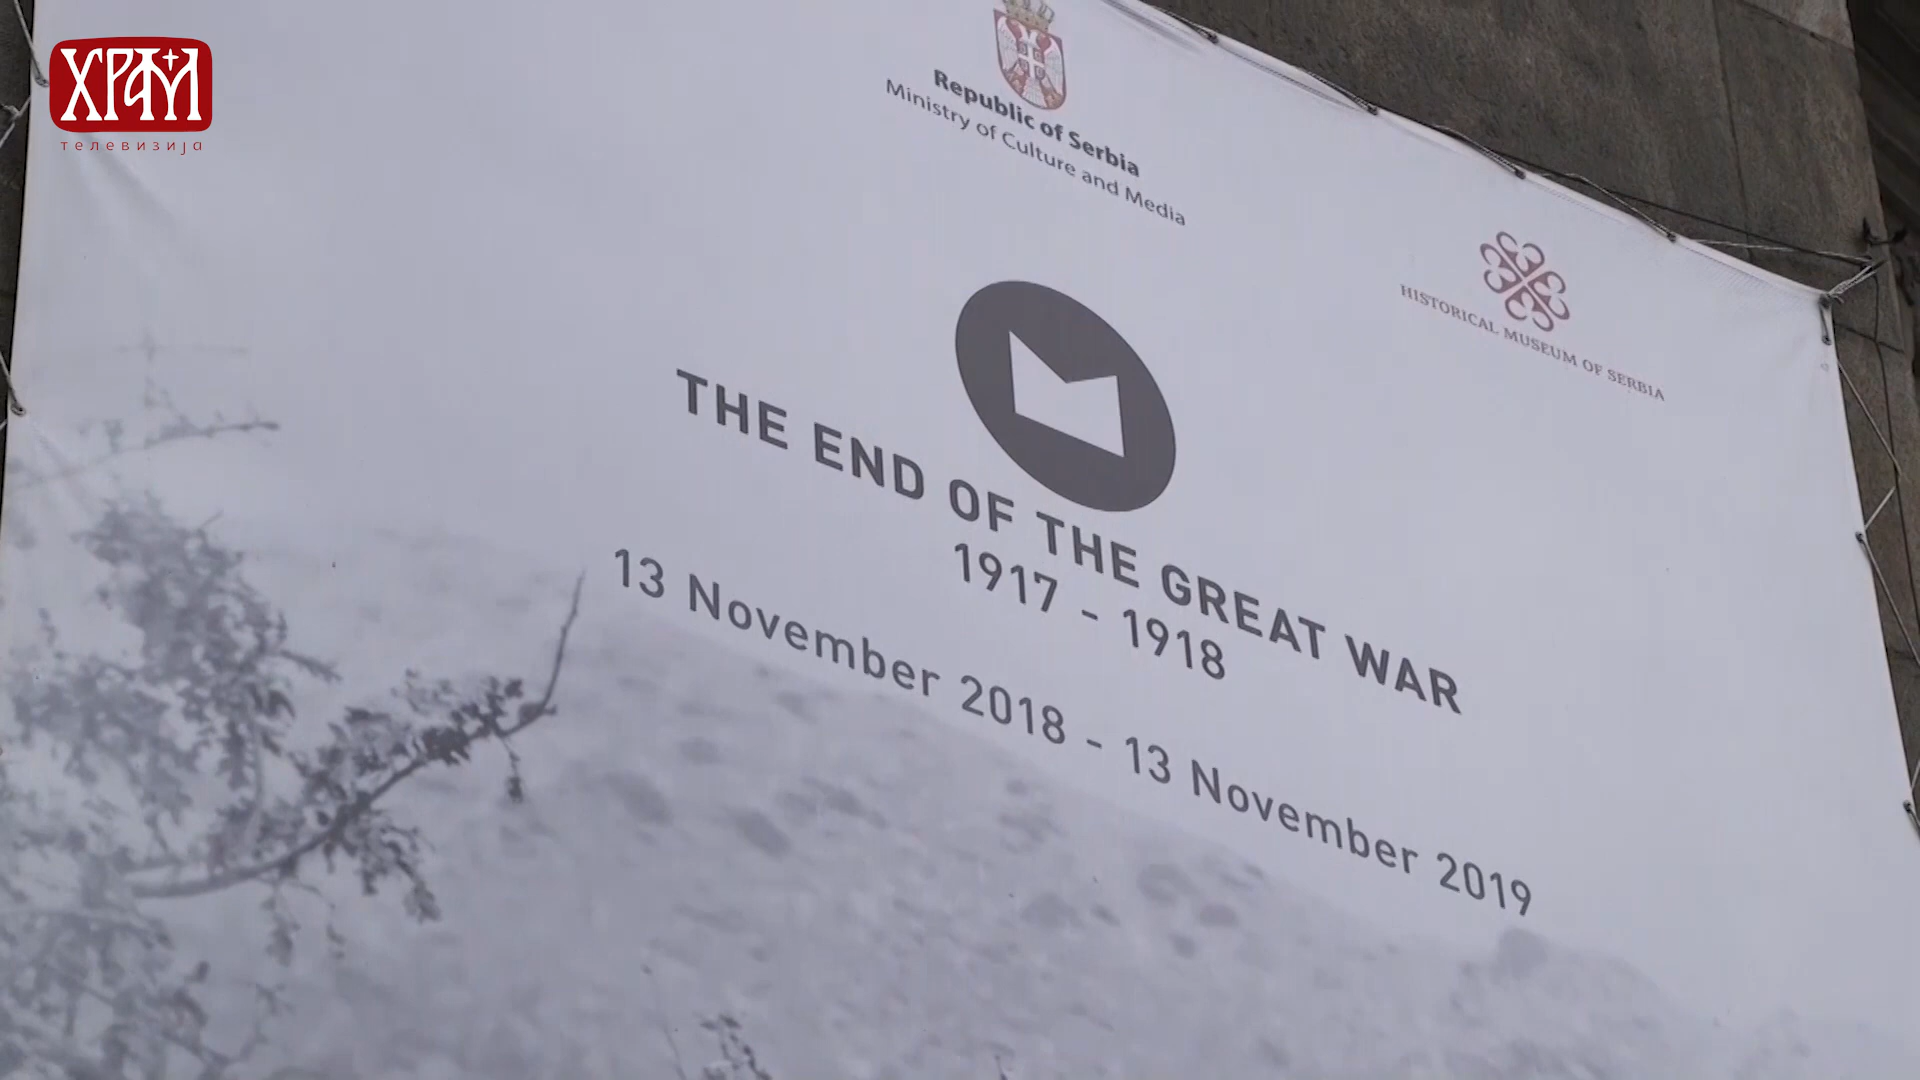 ХРАМ
телевизија
Republic of Serbia
Ministry of Culture and Media
HISTORICAL MUSEUM OF SERBIA
THE END OF THE GREAT WAR
1917 - 1918
13 November 2018 - 13 November 2019